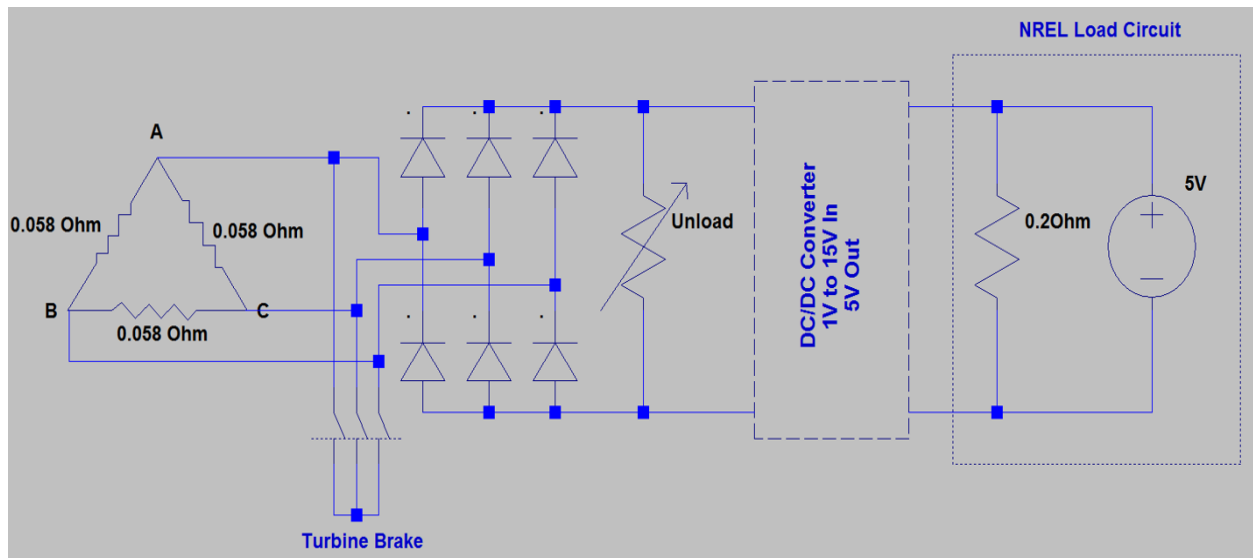 NREL Load Circuit
A
5V
0.058 Ohm
0.058 Ohm
Unload
DC/DC Converter
1V to 15V In
5V Out
0.2Ohm
B
C
0.058 Ohm
Turbine Brake